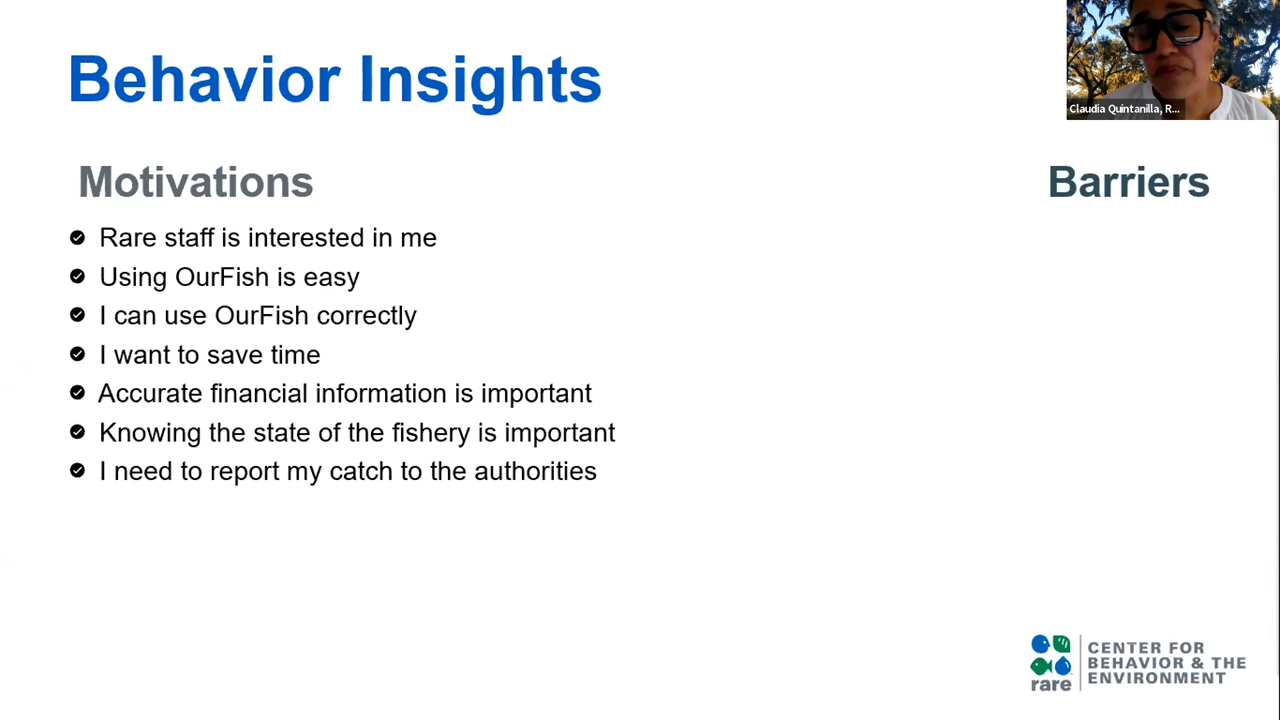 Behavior Insights
Claudia Quintanilla, R...
Motivations
Barriers
Rare staff is interested in me
Using OurFish is easy
I can use OurFish correctly
I want to save time
Accurate financial information is important
Knowing the state of the fishery is important
I need to report my catch to the authorities
CENTER FOR
BEHAVIOR & THE
ENVIRONMENT
rare